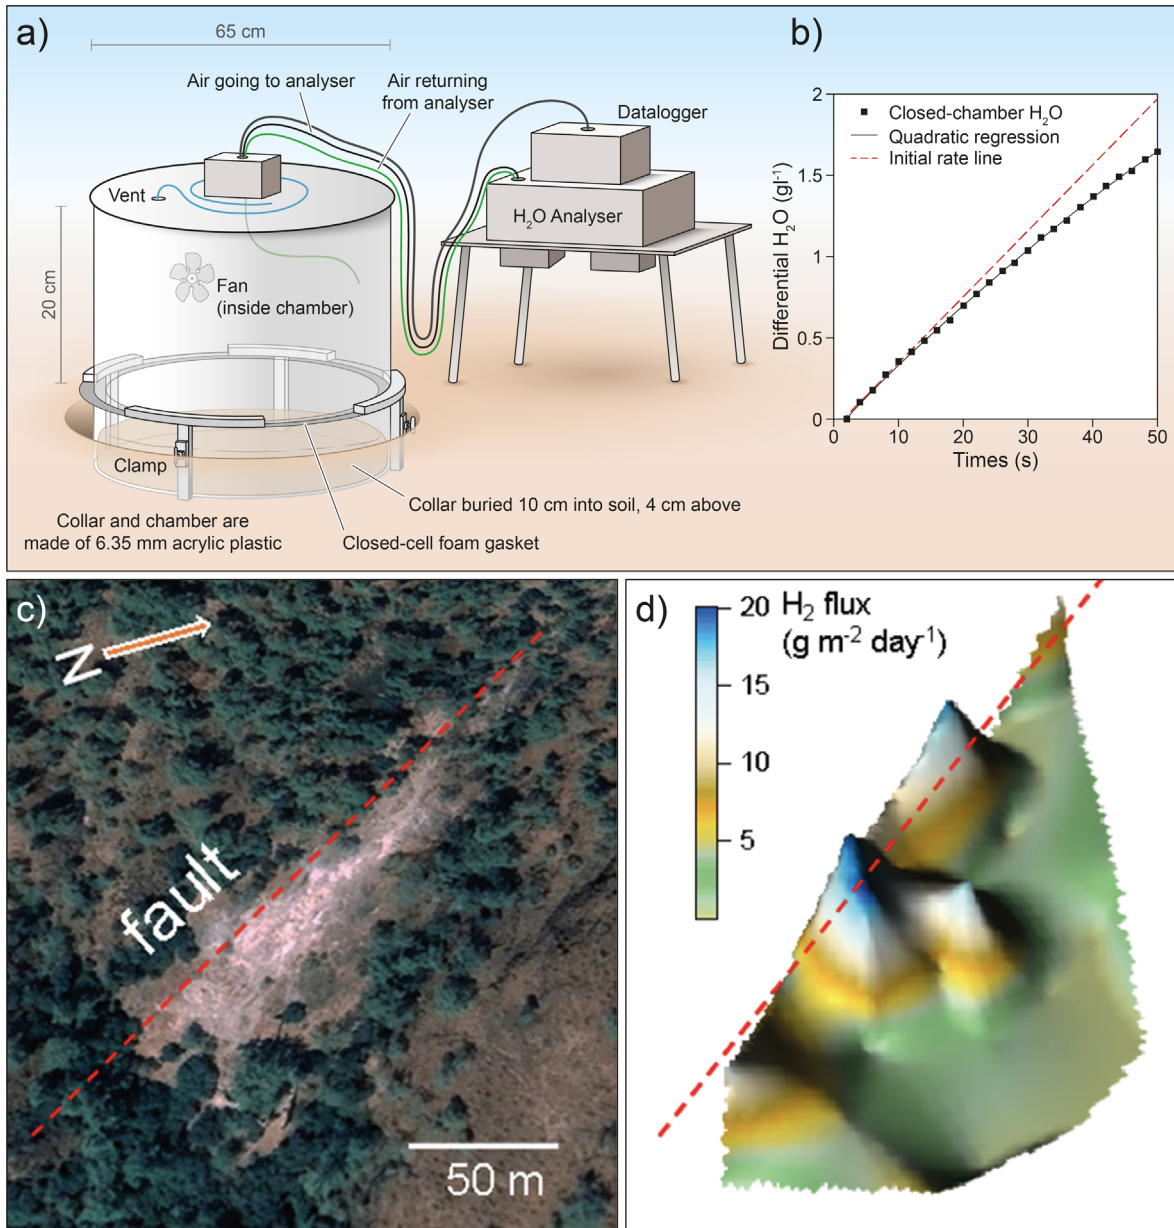 a)
65 cm
Air going to analyser
Air returning
from analyser
Datalogger
Vent
H₂O Analyser
20 cm
Fan
(inside chamber)
Clamp
Collar buried 10 cm into soil, 4 cm above
Collar and chamber are
made of 6.35 mm acrylic plastic
Closed-cell foam gasket
b)
Closed-chamber H₂O
Quadratic regression
Initial rate line
Differential H₂O (gl⁻¹)
2
1.5
1
0.5
0
0
10
20
30
40
50
Times (s)
c)
N
fault
50 m
d)
H₂ flux
(g m⁻² day⁻¹)
20
15
10
5